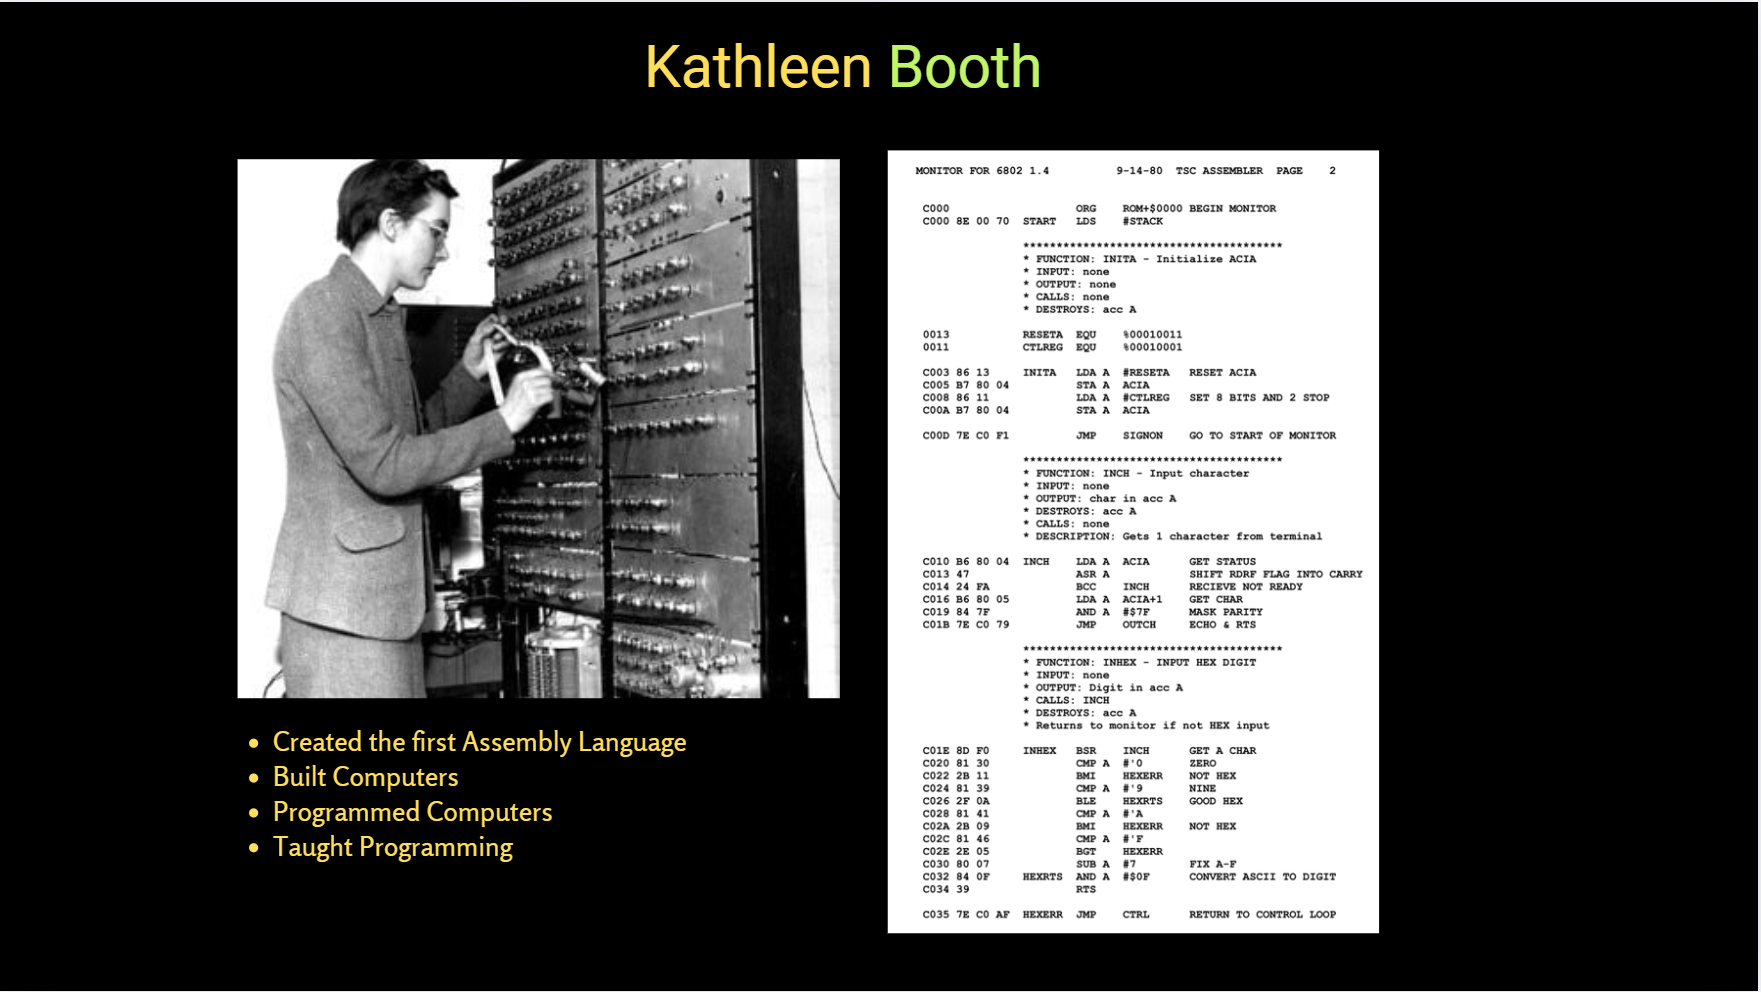 Kathleen Booth
Created the first Assembly Language
Built Computers
Programmed Computers
Taught Programming
MONITOR FOR 6802 1.4 9-14-80 TSC ASSEMBLER PAGE 2
C000 ORG ROM+$0000 BEGIN MONITOR
C000 8E 00 70 START LDS #STACK
***************************************
* FUNCTION: INITA - Initialize ACIA
* INPUT: none
* OUTPUT: none
* CALLS: none
* DESTROYS: acc A
0013 RESETA EQU %00010011
0011 CTLREG EQU %00010001
C003 86 13 INITA LDA A #RESETA RESET ACIA
C005 B7 80 04 STA A ACIA
C008 86 11 LDA A #CTLREG SET 8 BITS AND 2 STOP
C00A B7 80 04 STA A ACIA
C00D 7E C0 F1 JMP SIGNON GO TO START OF MONITOR
***************************************
* FUNCTION: INCH - Input character
* INPUT: none
* OUTPUT: char in acc A
* DESTROYS: acc A
* CALLS: none
* DESCRIPTION: Gets 1 character from terminal
C010 B6 80 04 INCH LDA A ACIA GET STATUS
C013 47 ASR A SHIFT RDRF FLAG INTO CARRY
C014 24 FA BCC INCH RECIEVE NOT READY
C016 B6 80 05 LDA A ACIA+1 GET CHAR
C019 84 7F AND A #$7F MASK PARITY
C01B 7E C0 79 JMP OUTCH ECHO & RTS
***************************************
* FUNCTION: INHEX - INPUT HEX DIGIT
* INPUT: none
* OUTPUT: Digit in acc A
* CALLS: INCH
* DESTROYS: acc A
* Returns to monitor if not HEX input
C01E 8D F0 INHEX BSR INCH GET A CHAR
C020 81 30 CMP A #'0 ZERO
C022 2B 11 BMI HEXERR NOT HEX
C024 81 39 CMP A #'9 NINE
C026 2F 0A BLE HEXRTS GOOD HEX
C028 81 41 CMP A #'A
C02A 2B 09 BMI HEXERR NOT HEX
C02C 81 46 CMP A #'F
C02E 2E 05 BGT HEXERR
C030 80 07 SUB A #7 FIX A-F
C032 84 0F HEXRTS AND A #$0F CONVERT ASCII TO DIGIT
C034 39 RTS
C035 7E C0 AF HEXERR JMP CTRL RETURN TO CONTROL LOOP